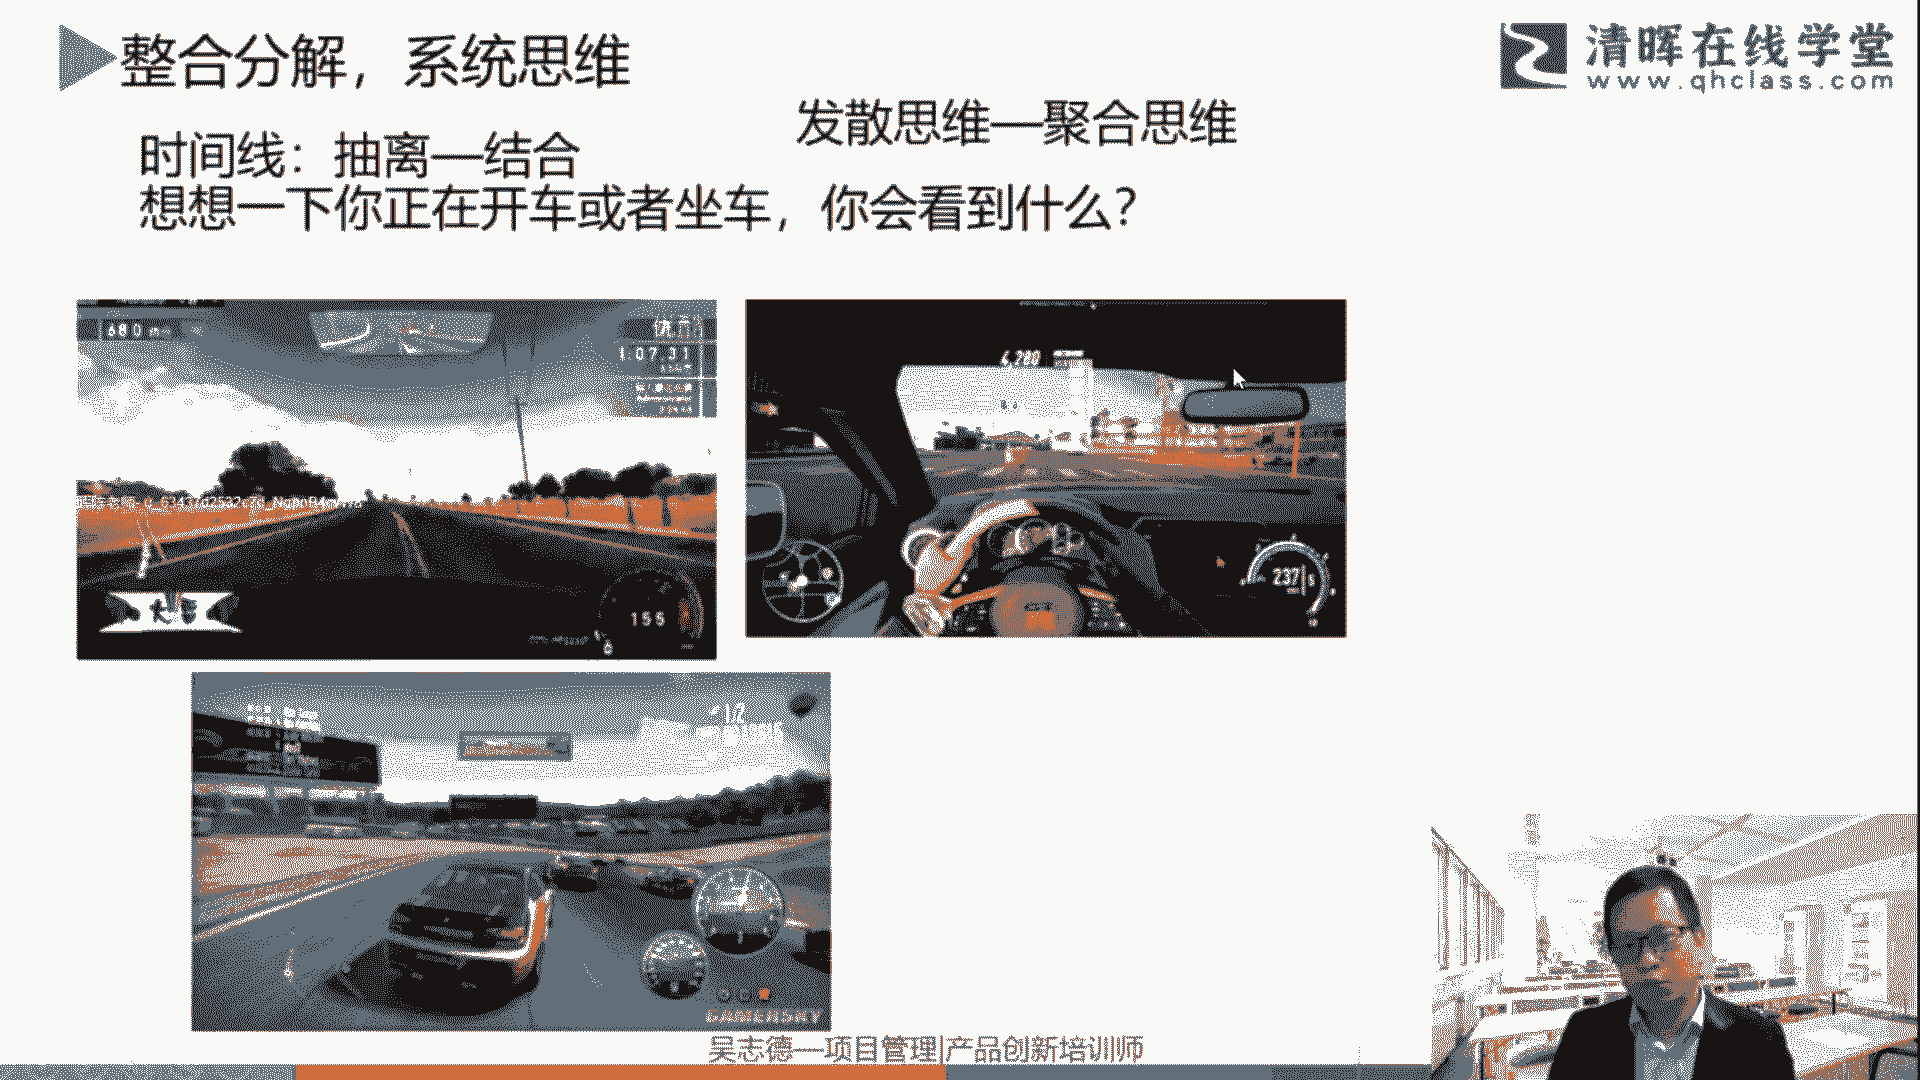 整合分解，系统思维
清晖在线学堂
www.qhclass.com
发散思维—聚合思维
时间线：抽离—结合
想想一下你正在开车或者坐车，你会看到什么？
680
1:07.31
155
4,280
237
1/2
GAMERSKY
吴志德—项目管理|产品创新培训师